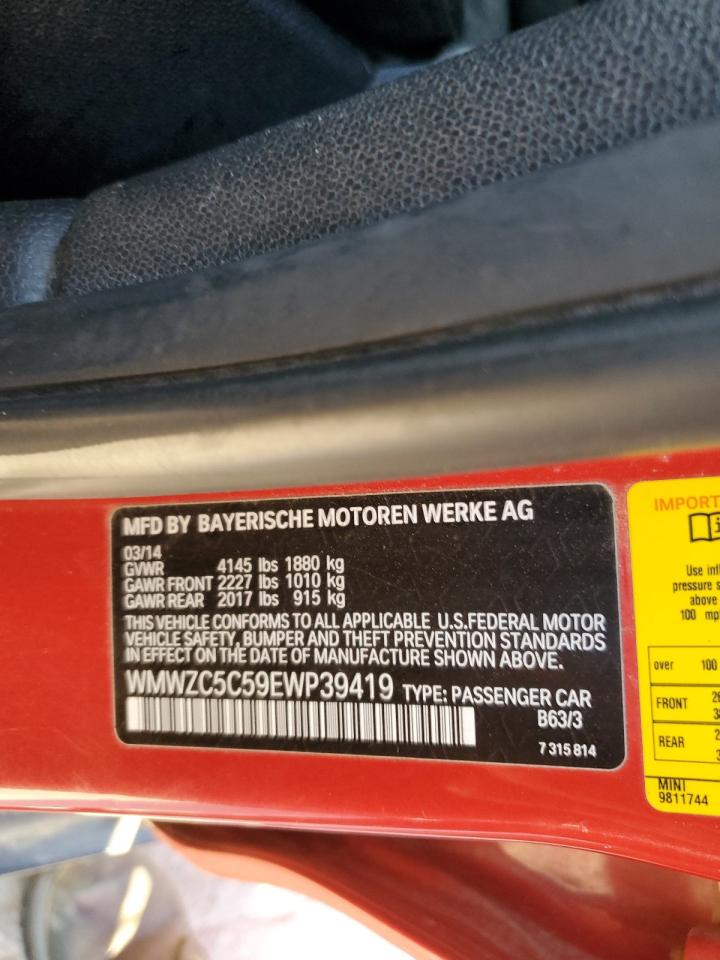 MFD BY BAYERISCHE MOTOREN WERKE AG
03/14
GVWR 4145 lbs 1880 kg
GAWR FRONT 2227 lbs 1010 kg
GAWR REAR 2017 lbs 915 kg
THIS VEHICLE CONFORMS TO ALL APPLICABLE U.S.FEDERAL MOTOR
VEHICLE SAFETY, BUMPER AND THEFT PREVENTION STANDARDS
IN EFFECT ON THE DATE OF MANUFACTURE SHOWN ABOVE.
WMWZC5C59EWP39419 TYPE: PASSENGER CAR
B63/3
7 315 814
IMPORT
Use inf
pressure s
above
100 mp
over 100
FRONT
REAR
MINI
9811744